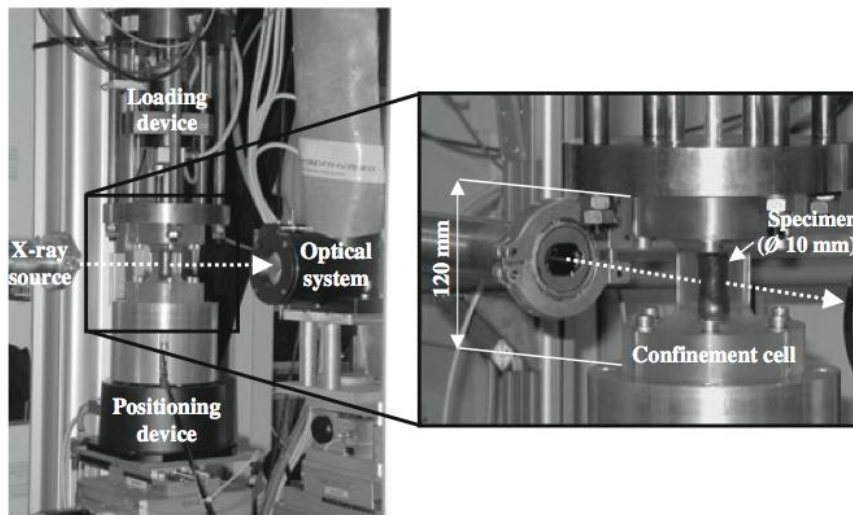 Loading
device
X-ray
source
Optical
system
Positioning
device
120 mm
Specimen
(Ø 10 mm)
Confinement cell